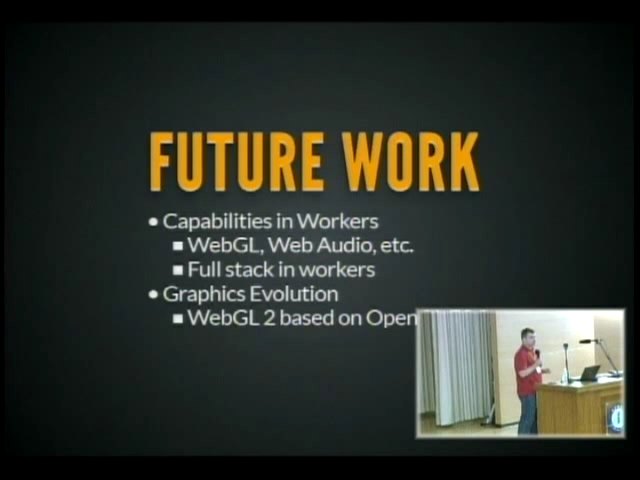 FUTURE WORK
• Capabilities in Workers
■ WebGL, Web Audio, etc.
■ Full stack in workers
• Graphics Evolution
■ WebGL 2 based on Open